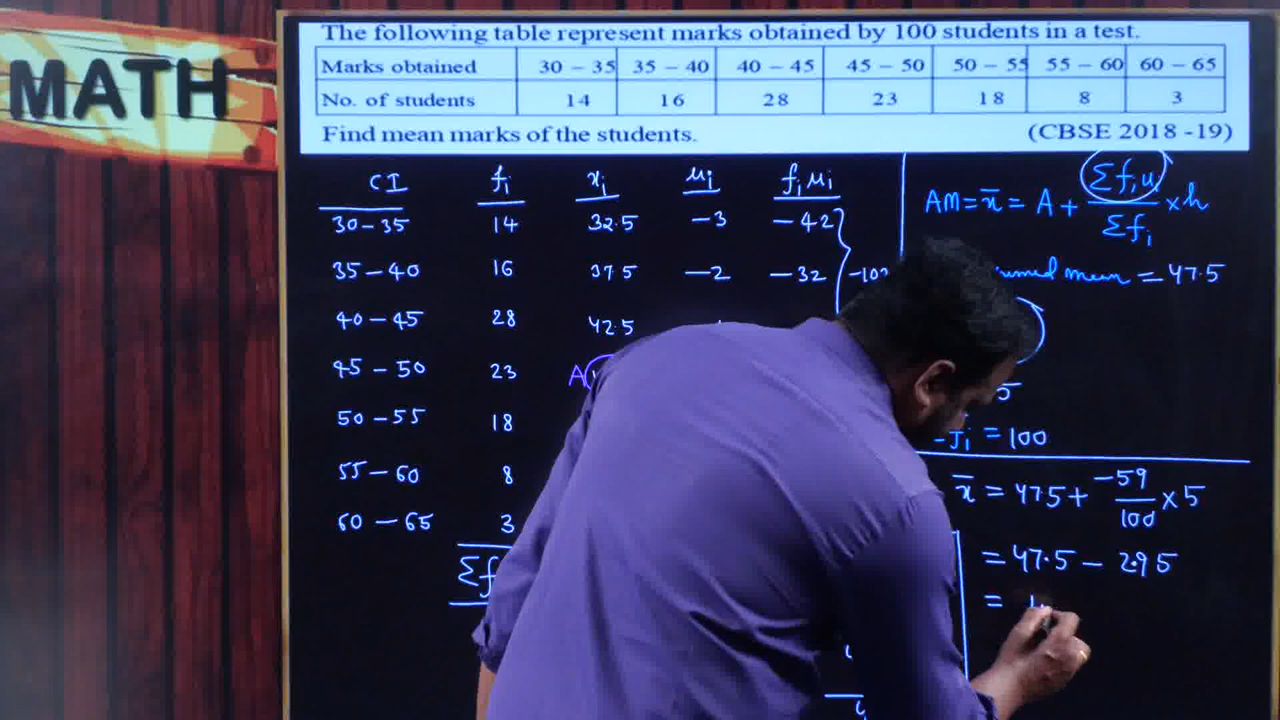 MATH
The following table represent marks obtained by 100 students in a test.
Marks obtained 30 – 35 35 – 40 40 – 45 45 – 50 50 – 55 55 – 60 60 – 65
No. of students 14 16 28 23 18 8 3
Find mean marks of the students. (CBSE 2018 -19)
CI fi xi μi fiμi
30–35 14 32.5 –3 –42
35–40 16 37.5 –2 –32
40–45 28 42.5
45–50 23 A
50–55 18
55–60 8
60–65 3
AM = x̄ = A + Σfiu / Σfi × h
mean = 47.5
= 100
x̄ = 47.5 + –59/100 × 5
= 47.5 – 2.95
=